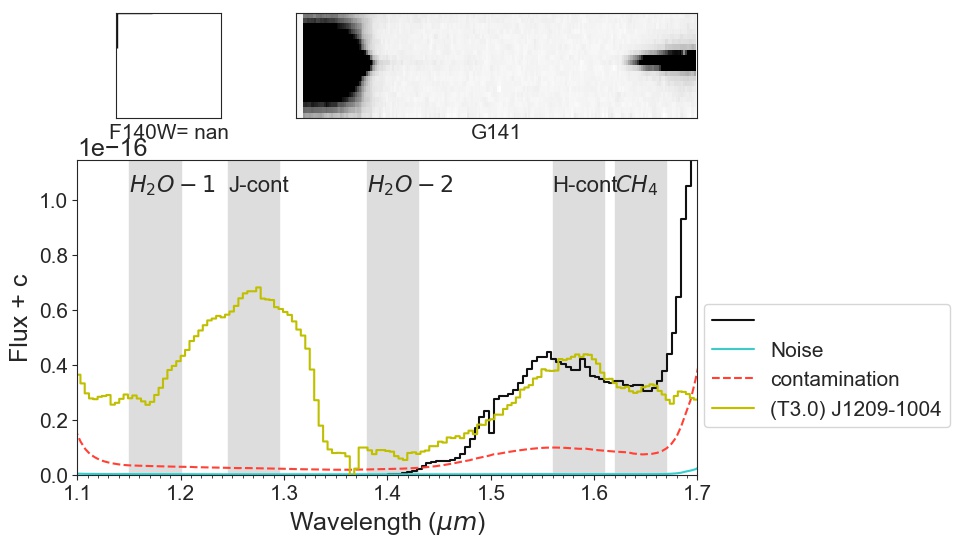 F140W= nan
G141
1e−16
$H_2O-1$ J-cont $H_2O-2$ H-cont $CH_4$
1.0
0.8
0.6
0.4
0.2
0.0
Flux + c
1.1 1.2 1.3 1.4 1.5 1.6 1.7
Wavelength ($\mu m$)
Noise
contamination
(T3.0) J1209-1004